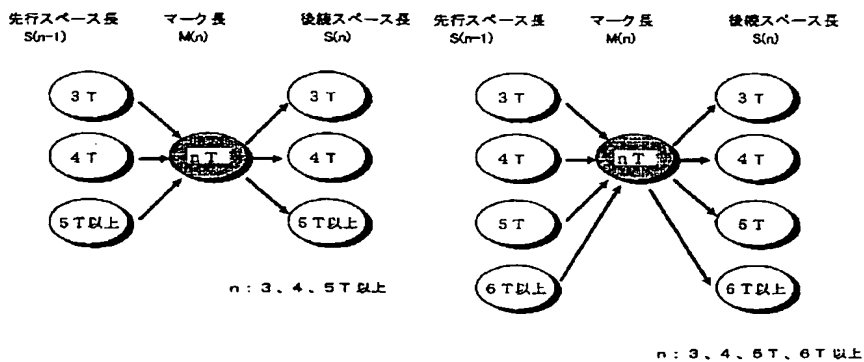 先行スペース長 マーク長 後続スペース長
S(n-1) M(n) S(n)
3T 3T
4T nT 4T
5T以上 5T以上
n：3、4、5T以上
先行スペース長 マーク長 後続スペース長
S(n-1) M(n) S(n)
3T 3T
4T nT 4T
5T 5T
6T以上 6T以上
n：3、4、5T、6T以上